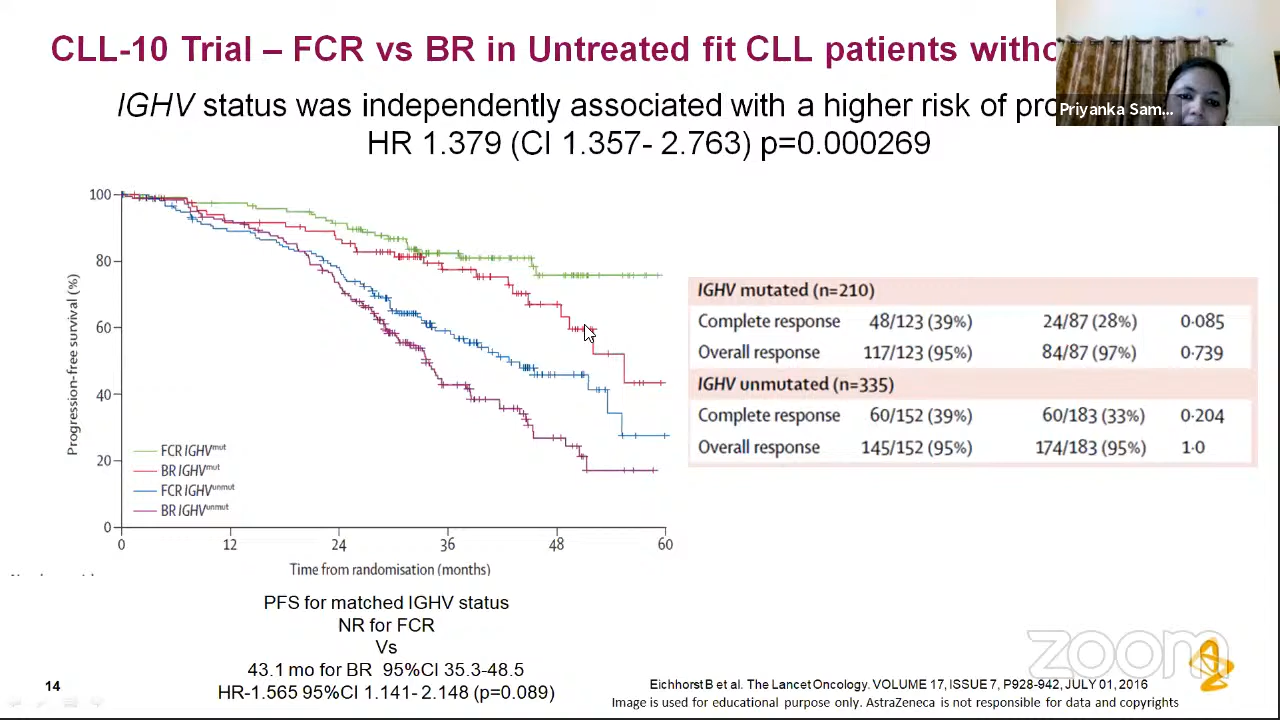 CLL-10 Trial – FCR vs BR in Untreated fit CLL patients
IGHV status was independently associated with a higher risk of
HR 1.379 (CI 1.357- 2.763) p=0.000269
Priyanka Sam...
Progression-free survival (%)
100
80
60
40
20
0
FCR IGHVmut
BR IGHVmut
FCR IGHVunmut
BR IGHVunmut
0 12 24 36 48 60
Time from randomisation (months)
IGHV mutated (n=210)
Complete response 48/123 (39%) 24/87 (28%) 0·085
Overall response 117/123 (95%) 84/87 (97%) 0·739
IGHV unmutated (n=335)
Complete response 60/152 (39%) 60/183 (33%) 0·204
Overall response 145/152 (95%) 174/183 (95%) 1·0
PFS for matched IGHV status
NR for FCR
Vs
43.1 mo for BR 95%CI 35.3-48.5
HR-1.565 95%CI 1.141- 2.148 (p=0.089)
zoom
14
Eichhorst B et al. The Lancet Oncology. VOLUME 17, ISSUE 7, P928-942, JULY 01, 2016
Image is used for educational purpose only. AstraZeneca is not responsible for data and copyrights